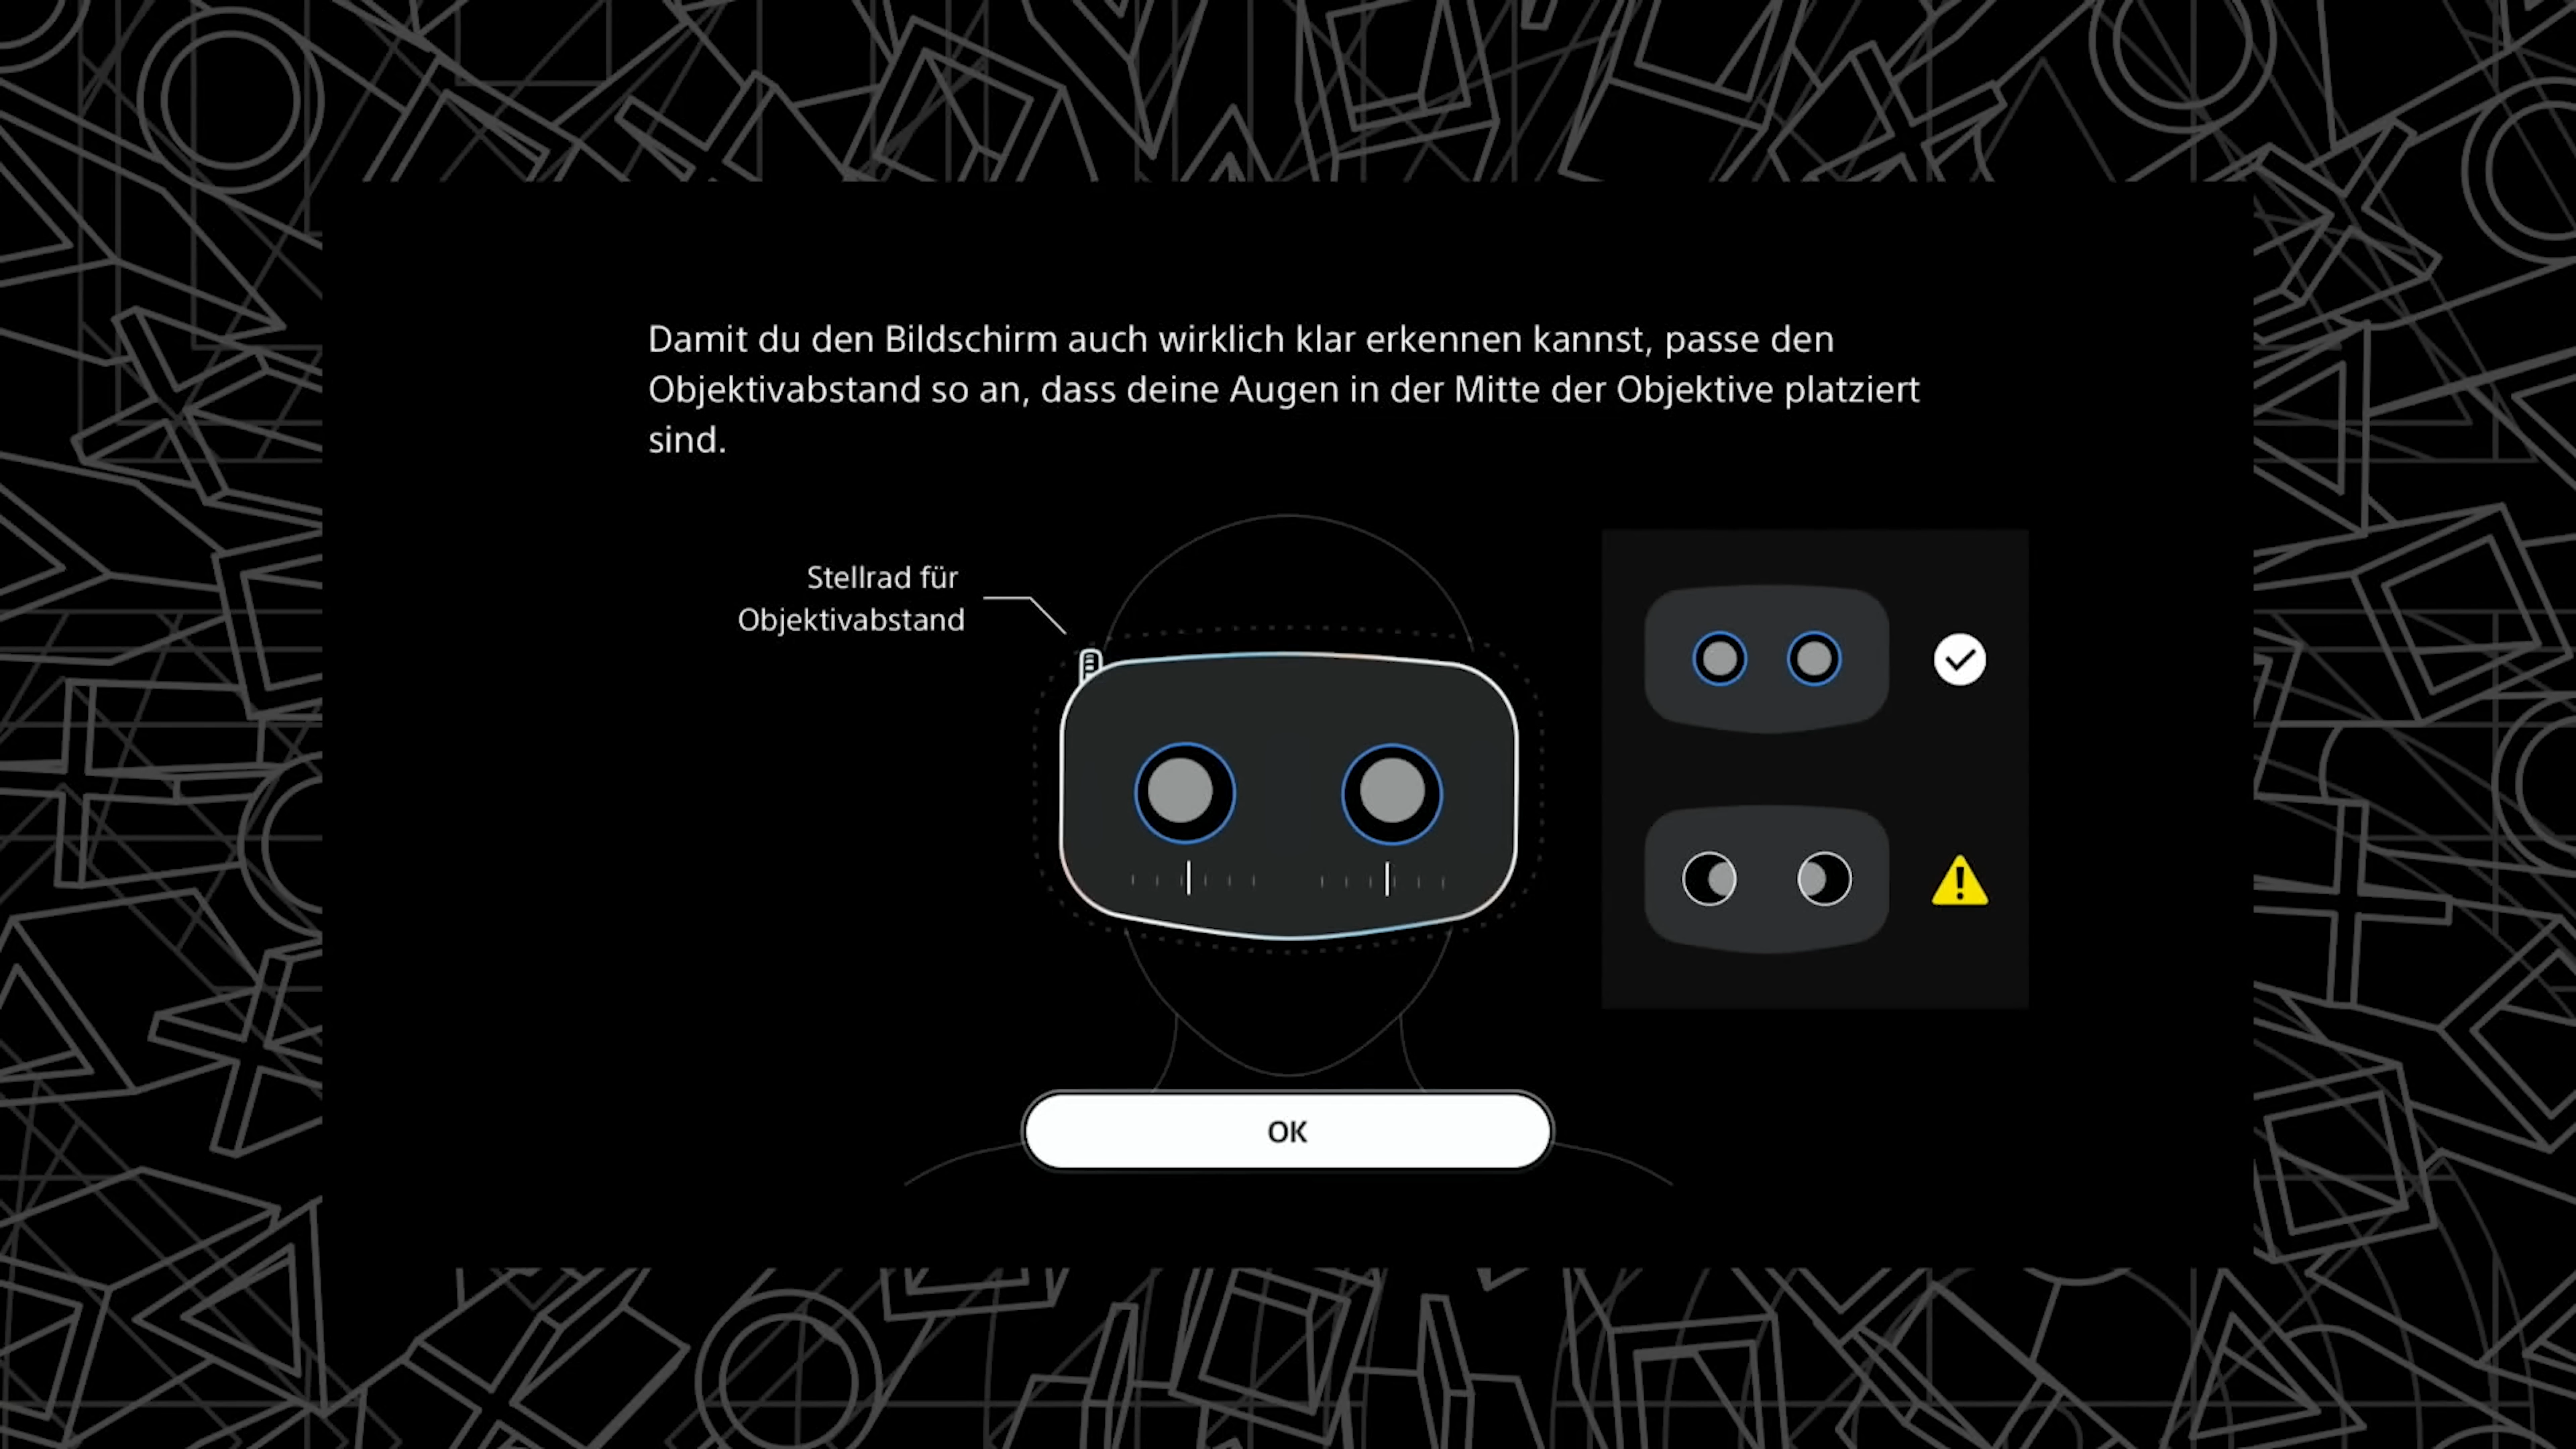 Damit du den Bildschirm auch wirklich klar erkennen kannst, passe den
Objektivabstand so an, dass deine Augen in der Mitte der Objektive platziert
sind.
Stellrad für
Objektivabstand
OK